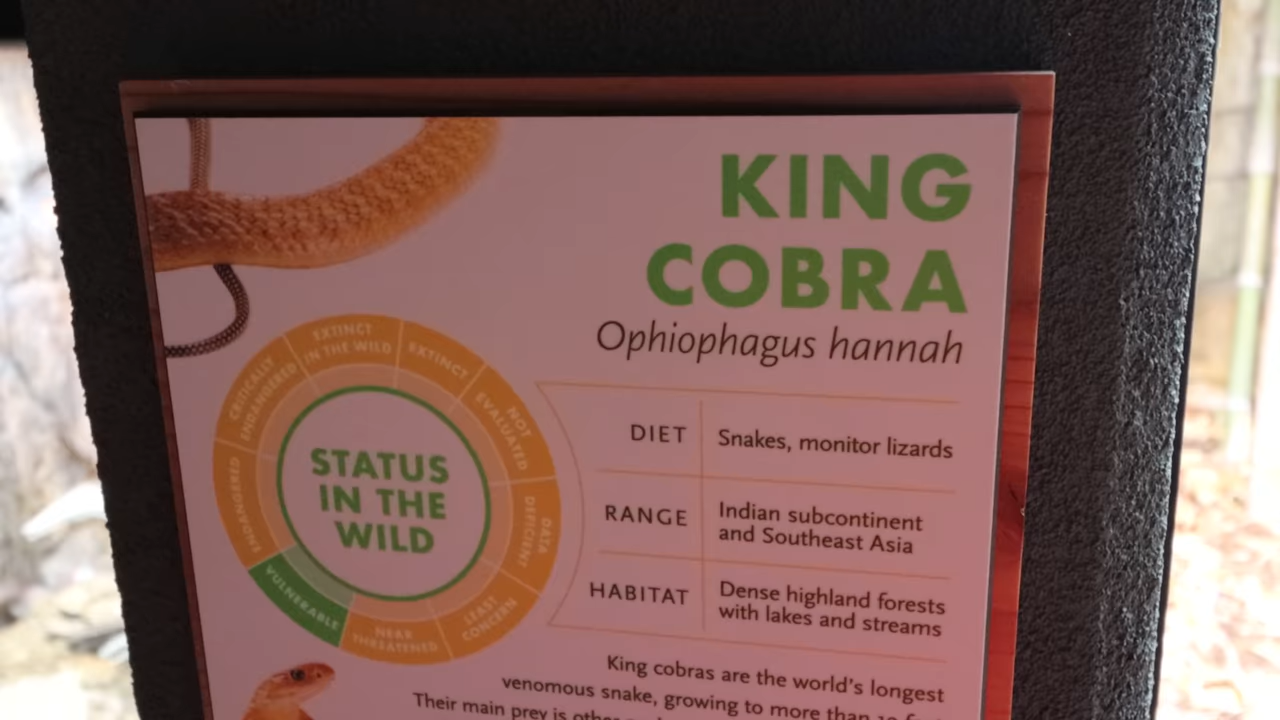 KING
COBRA
Ophiophagus hannah
EXTINCT
IN THE WILD
EXTINCT
NOT
EVALUATED
DATA
DEFICIENT
LEAST
CONCERN
NEAR
THREATENED
VULNERABLE
ENDANGERED
CRITICALLY
ENDANGERED
STATUS
IN THE
WILD
DIET Snakes, monitor lizards
RANGE Indian subcontinent
and Southeast Asia
HABITAT Dense highland forests
with lakes and streams
King cobras are the world's longest
venomous snake, growing to more than
Their main prey is other